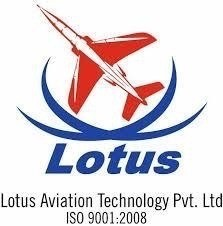 Lotus
Lotus Aviation Technology Pvt. Ltd
ISO 9001:2008